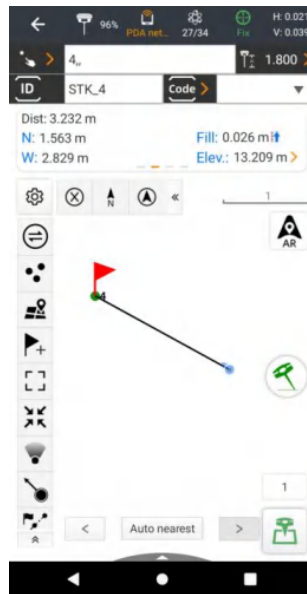 96%
PDA net..
27/34
Fix
H: 0.021
V: 0.039
4,,
1.800
ID
STK_4
Code
Dist: 3.232 m
N: 1.563 m
Fill: 0.026 m
W: 2.829 m
Elev.: 13.209 m
N
1
AR
4
1
Auto nearest